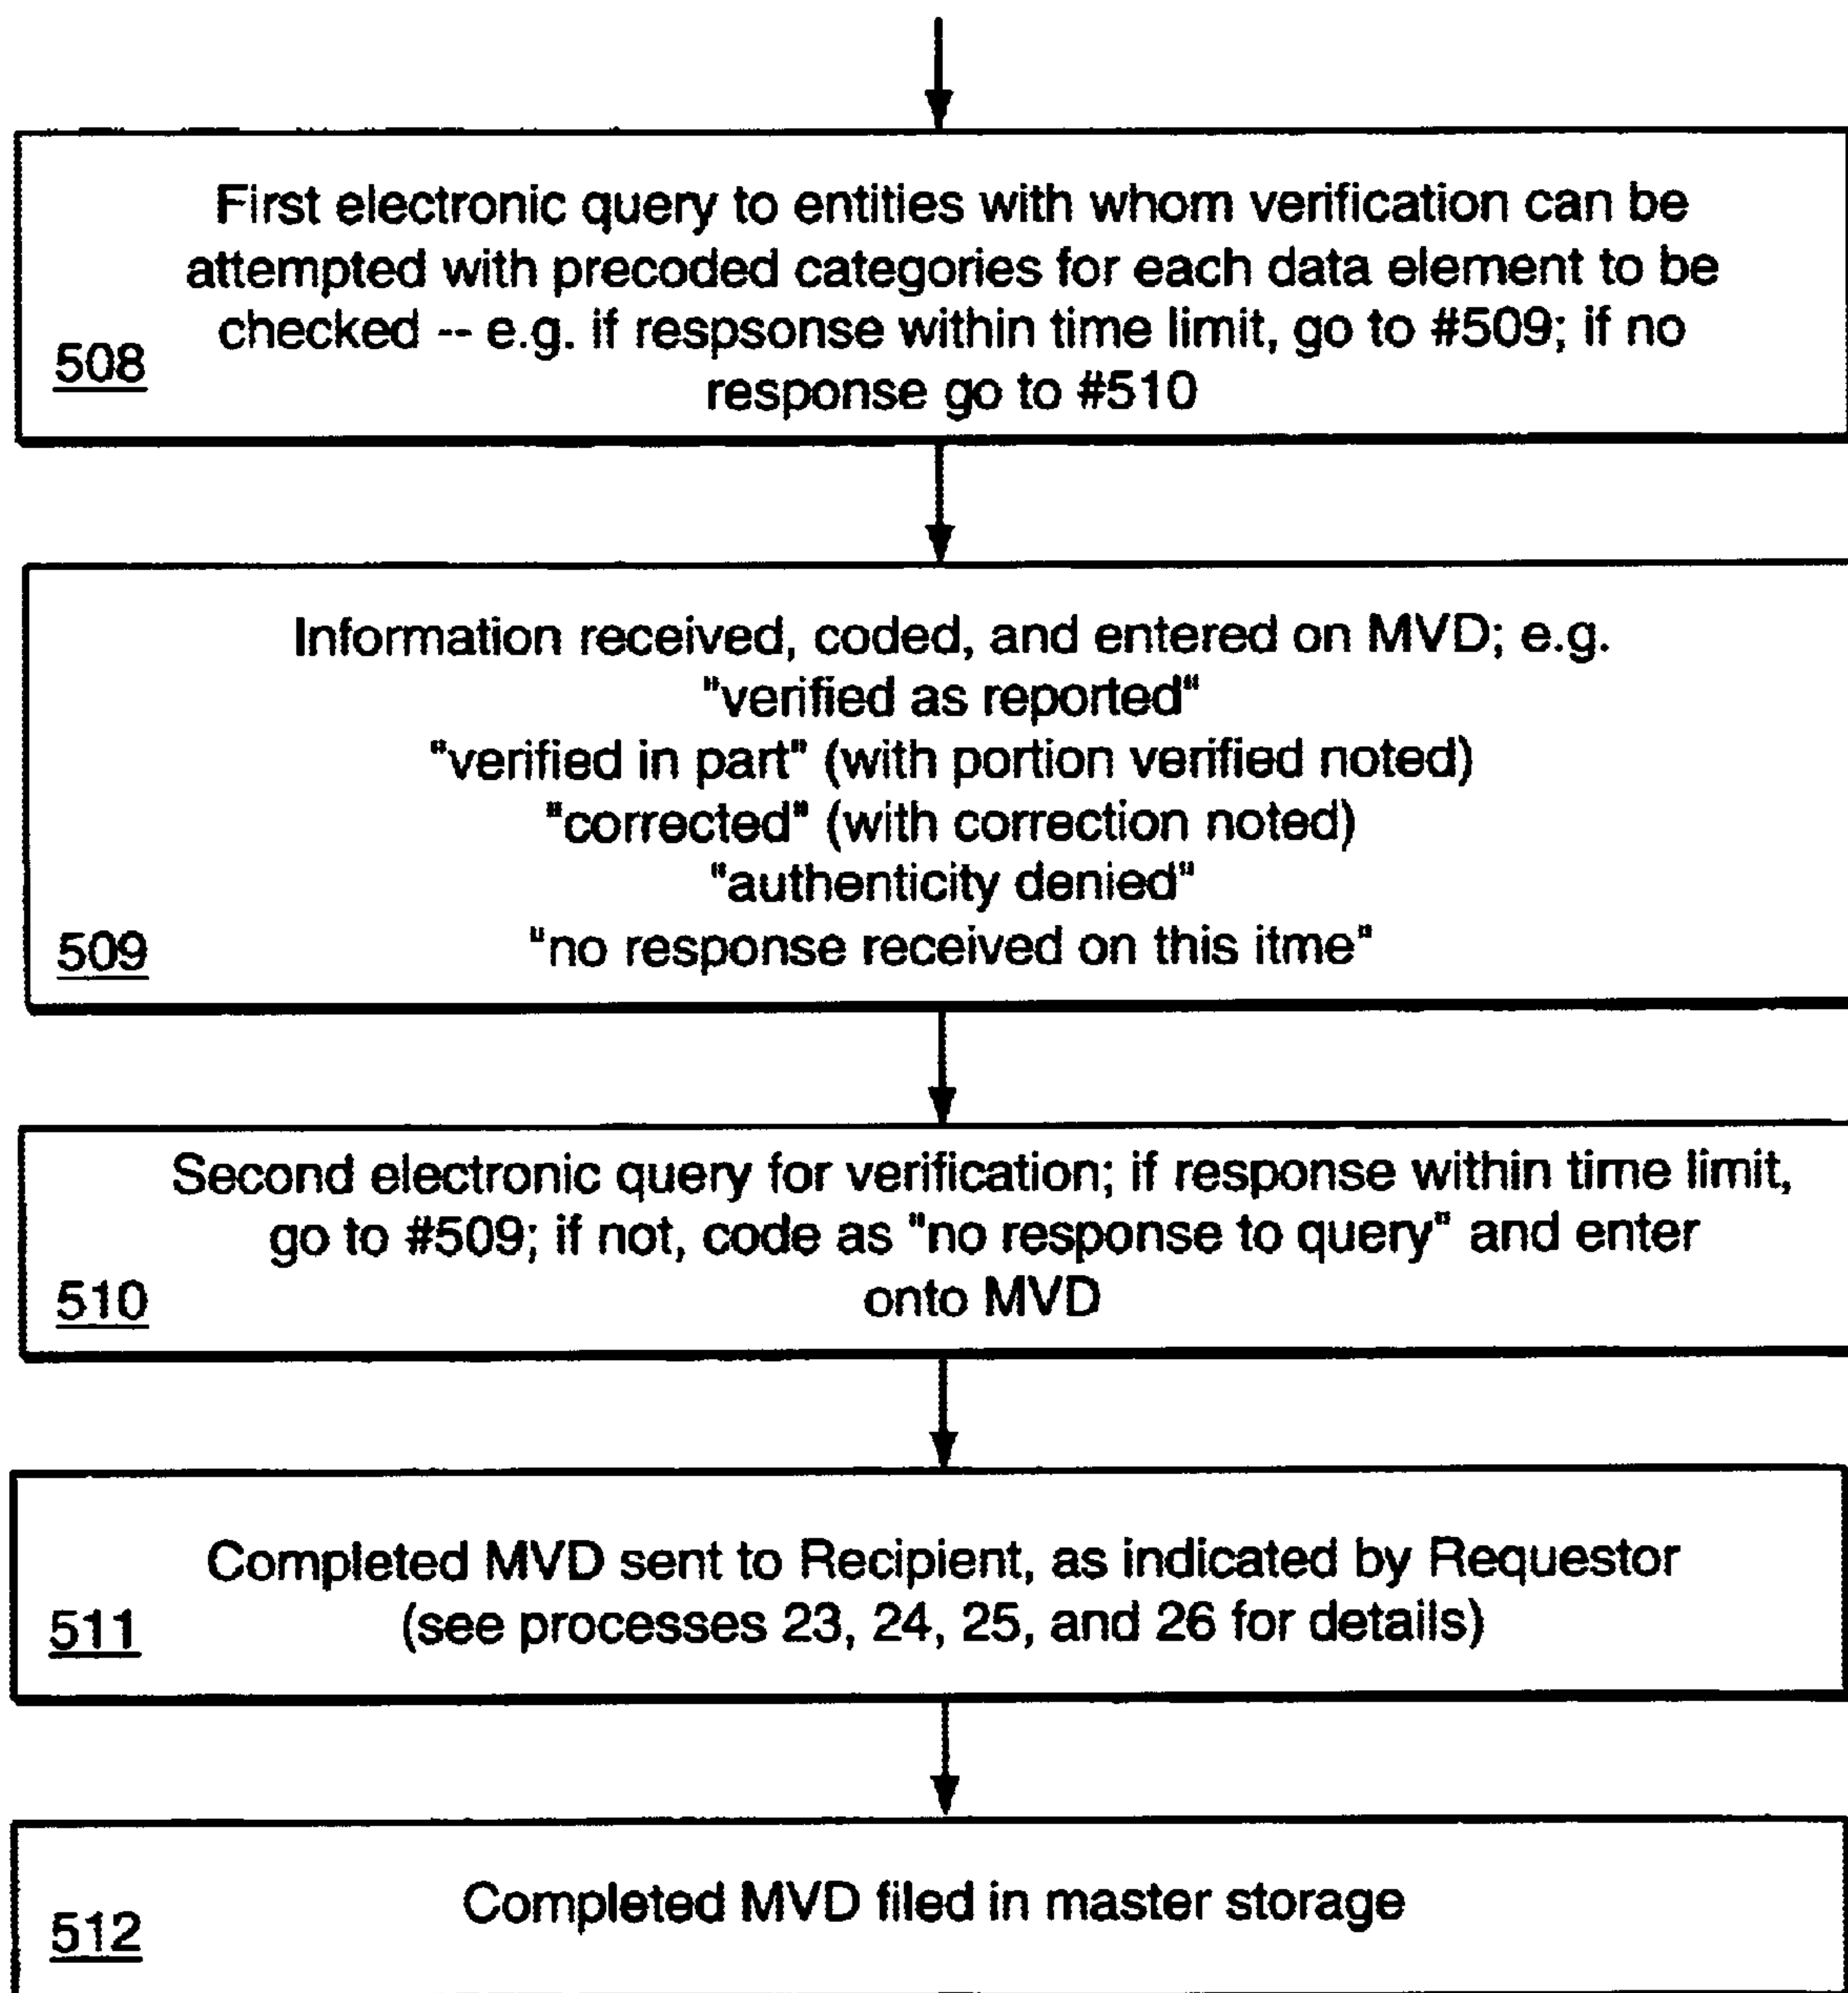 First electronic query to entities with whom verification can be
attempted with precoded categories for each data element to be
checked -- e.g. if respsonse within time limit, go to #509; if no
response go to #510
508
Information received, coded, and entered on MVD; e.g.
"verified as reported"
"verified in part" (with portion verified noted)
"corrected" (with correction noted)
"authenticity denied"
"no response received on this itme"
509
Second electronic query for verification; if response within time limit,
go to #509; if not, code as "no response to query" and enter
onto MVD
510
Completed MVD sent to Recipient, as indicated by Requestor
(see processes 23, 24, 25, and 26 for details)
511
Completed MVD filed in master storage
512